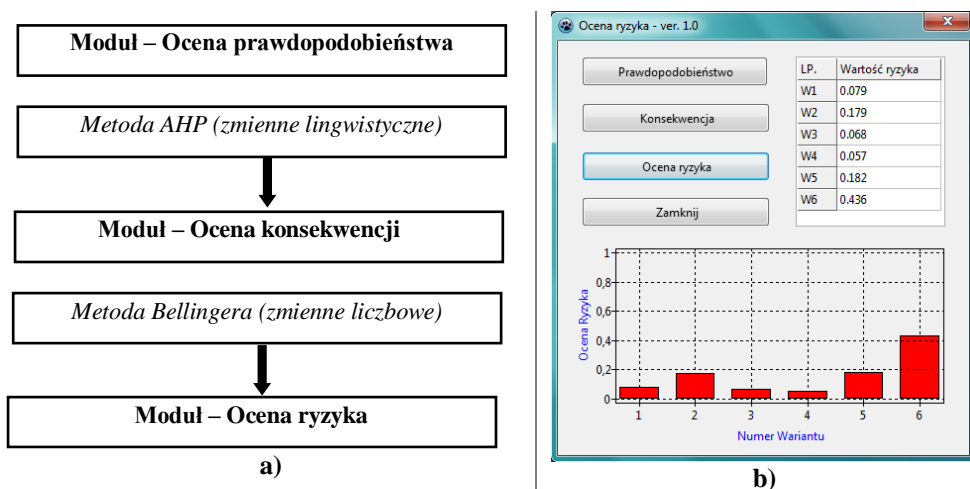 Moduł – Ocena prawdopodobieństwa
Metoda AHP (zmienne lingwistyczne)
Moduł – Ocena konsekwencji
Metoda Bellingera (zmienne liczbowe)
Moduł – Ocena ryzyka
a)
Ocena ryzyka - ver. 1.0
Prawdopodobieństwo
Konsekwencja
Ocena ryzyka
Zamknij
LP. Wartość ryzyka
W1 0.079
W2 0.179
W3 0.068
W4 0.057
W5 0.182
W6 0.436
Ocena Ryzyka
1
0,8
0,6
0,4
0,2
0
1 2 3 4 5 6
Numer Wariantu
b)